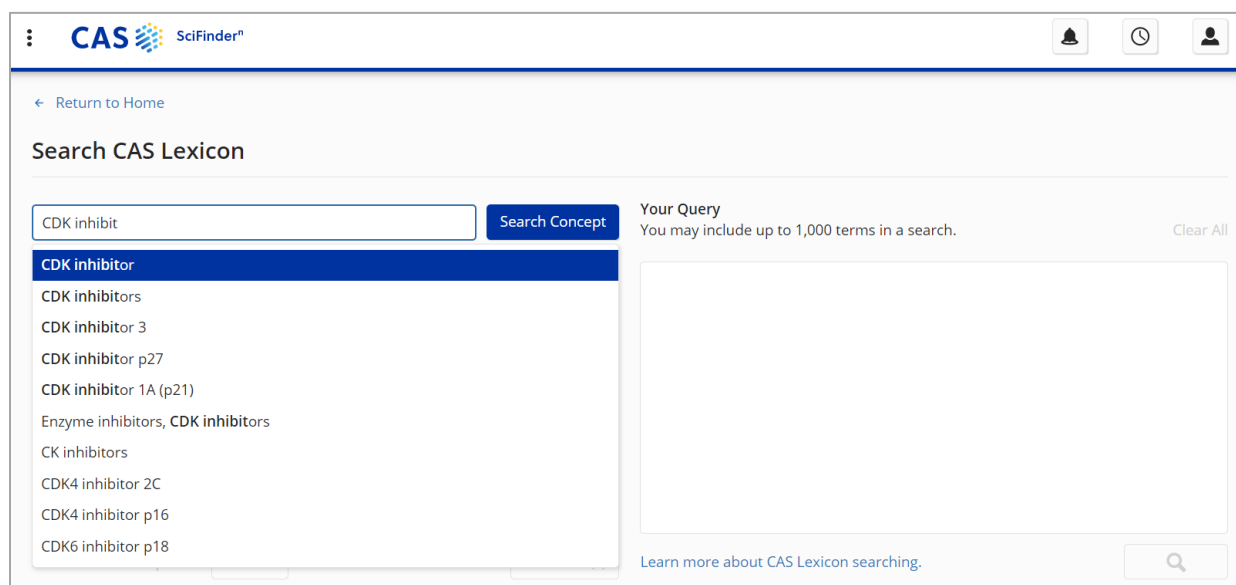 CAS SciFinderⁿ
← Return to Home
Search CAS Lexicon
CDK inhibit
Search Concept
CDK inhibitor
CDK inhibitors
CDK inhibitor 3
CDK inhibitor p27
CDK inhibitor 1A (p21)
Enzyme inhibitors, CDK inhibitors
CK inhibitors
CDK4 inhibitor 2C
CDK4 inhibitor p16
CDK6 inhibitor p18
Your Query
You may include up to 1,000 terms in a search.
Clear All
Learn more about CAS Lexicon searching.